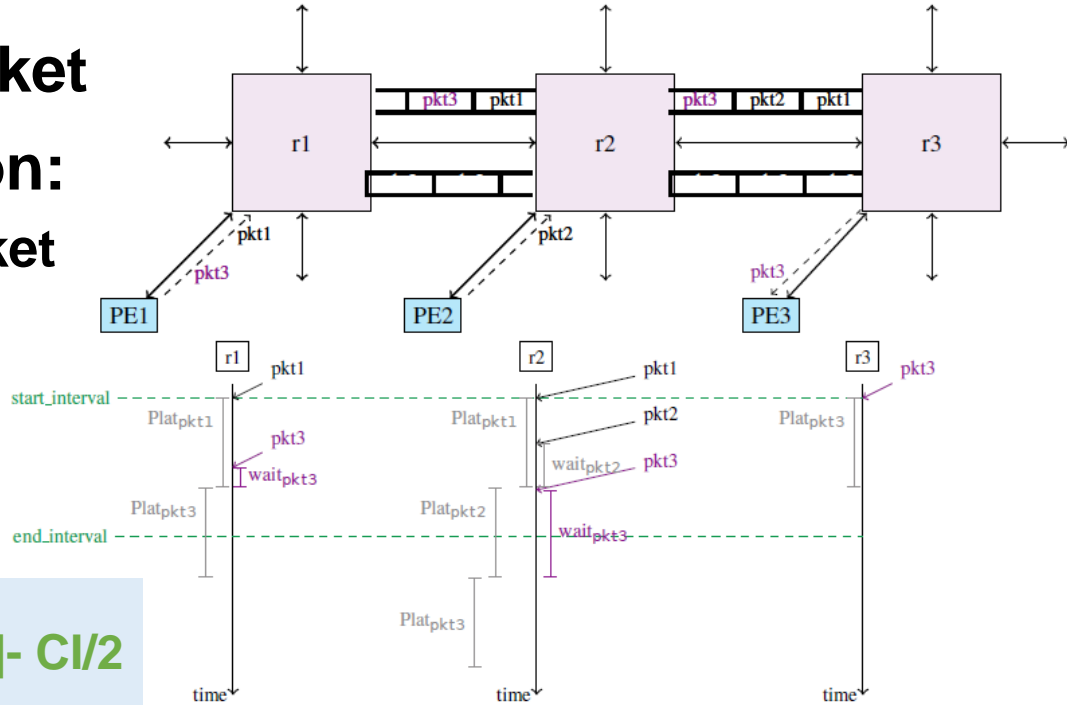 ket
on:
ket
pkt3 pkt1
pkt3 pkt2 pkt1
r1 r2 r3
pkt1
pkt3
pkt2
pkt3
PE1 PE2 PE3
r1 r2 r3
pkt1 pkt1 pkt3
start_interval
Platpkt1 Platpkt1 pkt2 Platpkt3
pkt3 waitpkt2 pkt3
waitpkt3
Platpkt3 Platpkt2
end_interval waitpkt3
Platpkt3
- CI/2
time time time